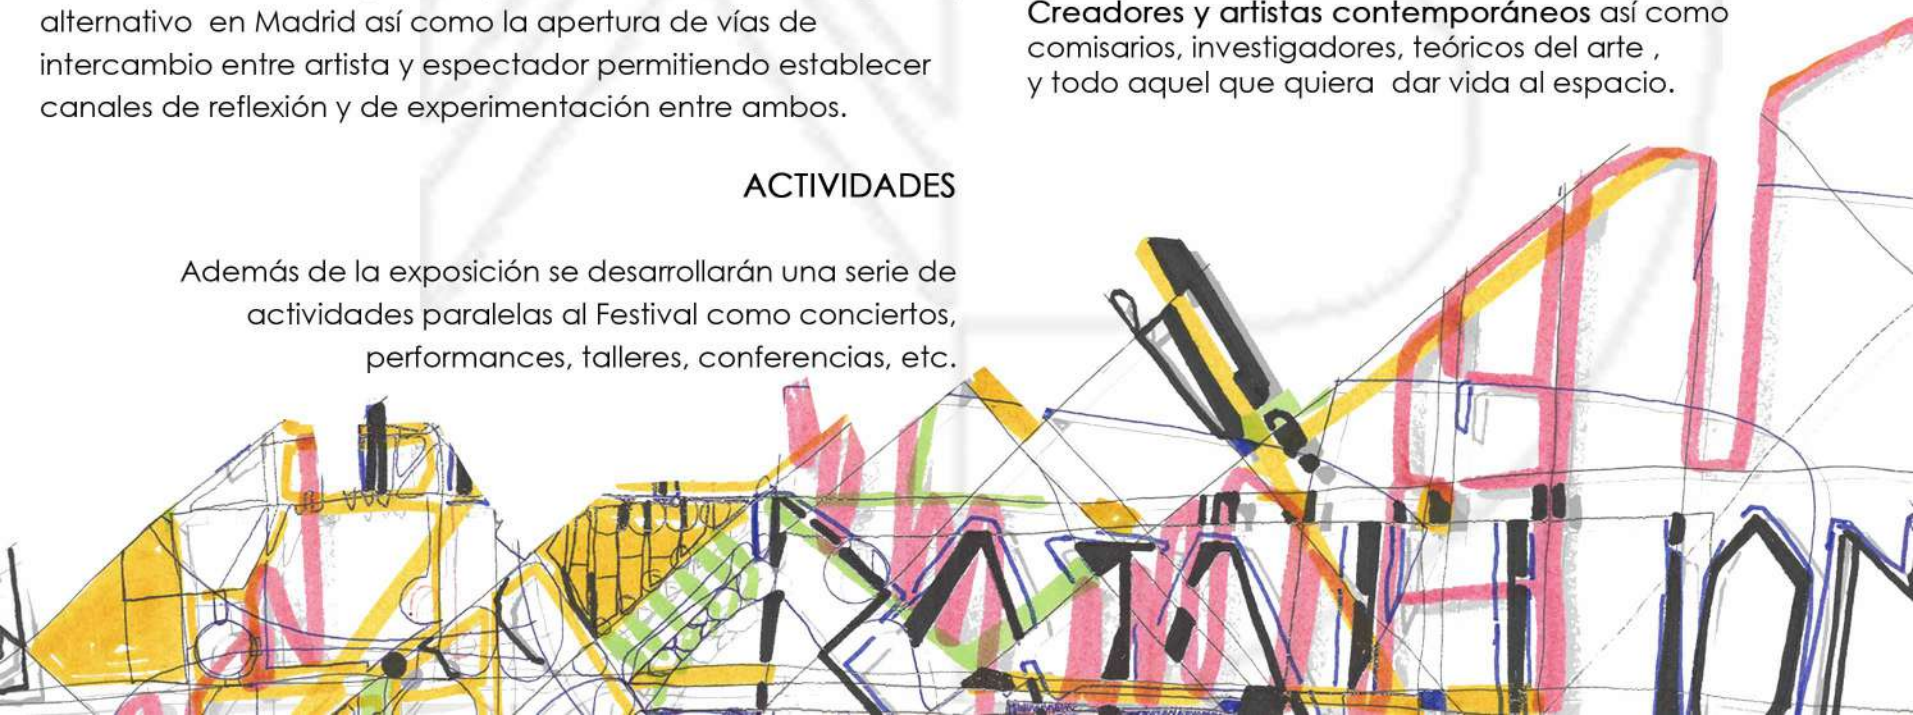 alternativo en Madrid así como la apertura de vías de
intercambio entre artista y espectador permitiendo establecer
canales de reflexión y de experimentación entre ambos.
ACTIVIDADES
Además de la exposición se desarrollarán una serie de
actividades paralelas al Festival como conciertos,
performances, talleres, conferencias, etc.
Creadores y artistas contemporáneos así como
comisarios, investigadores, teóricos del arte ,
y todo aquel que quiera dar vida al espacio.